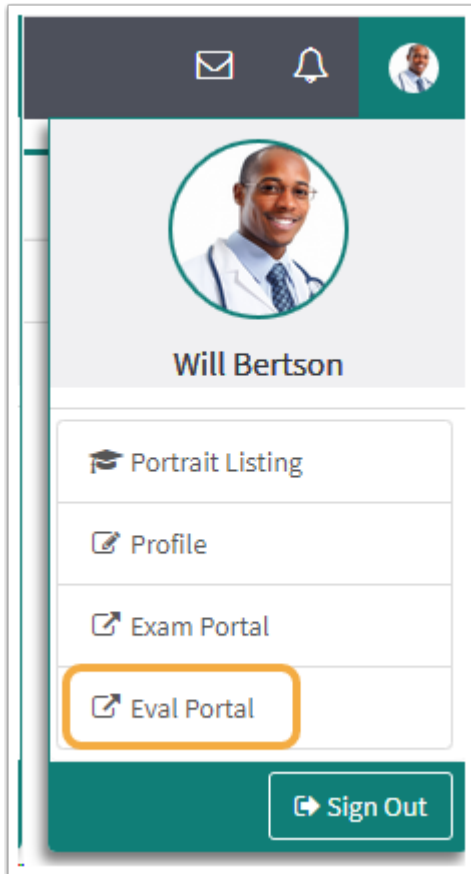 Will Bertson
Portrait Listing
Profile
Exam Portal
Eval Portal
Sign Out